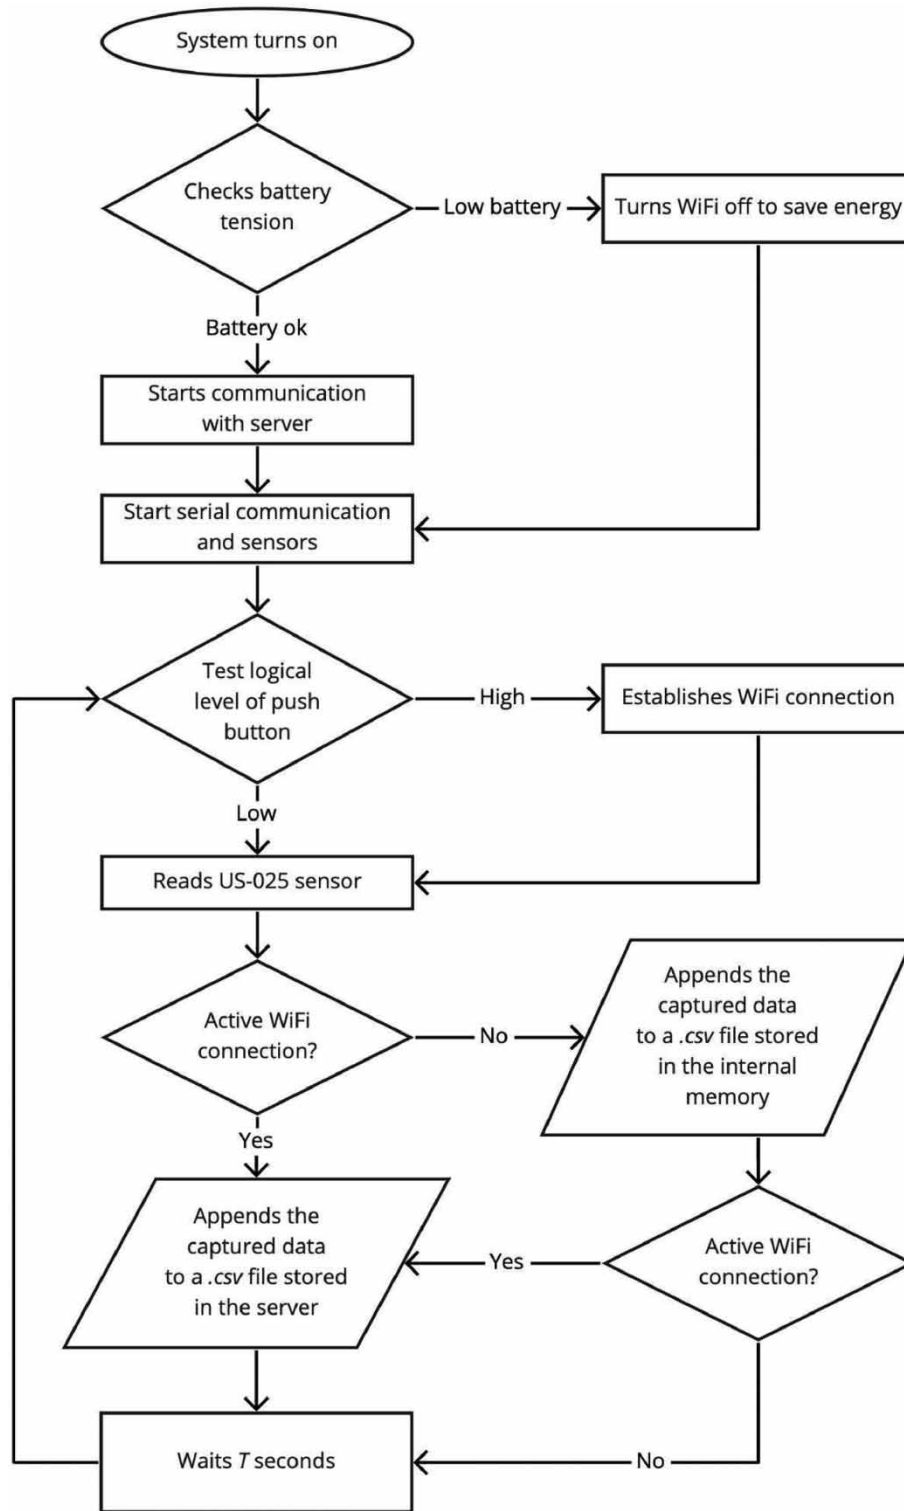 System turns on
Checks battery
tension
Low battery
Turns WiFi off to save energy
Battery ok
Starts communication
with server
Start serial communication
and sensors
Test logical
level of push
button
High
Establishes WiFi connection
Low
Reads US-025 sensor
Active WiFi
connection?
No
Appends the
captured data
to a .csv file stored
in the internal
memory
Yes
Appends the
captured data
to a .csv file stored
in the server
Yes
Active WiFi
connection?
Waits T seconds
No